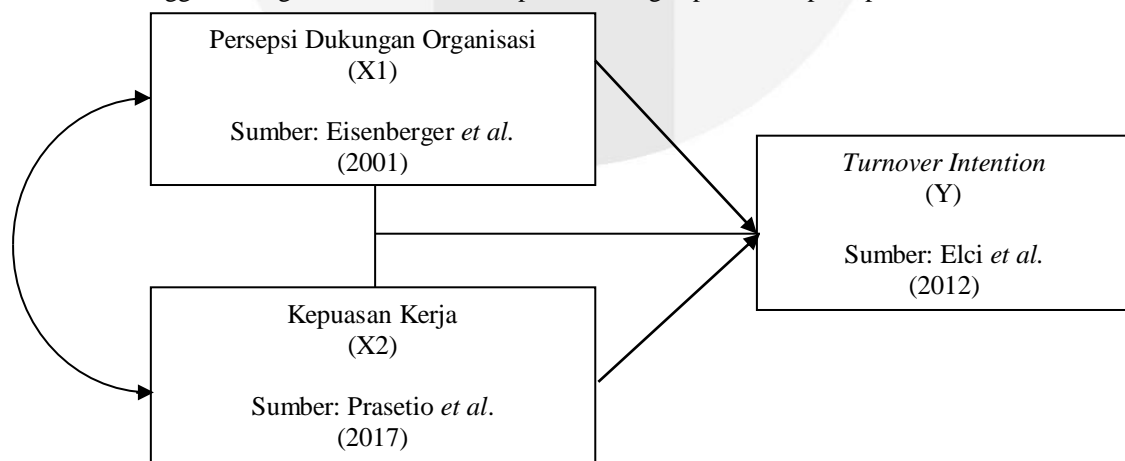 Persepsi Dukungan Organisasi
(X1)
Sumber: Eisenberger et al.
(2001)
Turnover Intention
(Y)
Sumber: Elci et al.
(2012)
Kepuasan Kerja
(X2)
Sumber: Prasetio et al.
(2017)